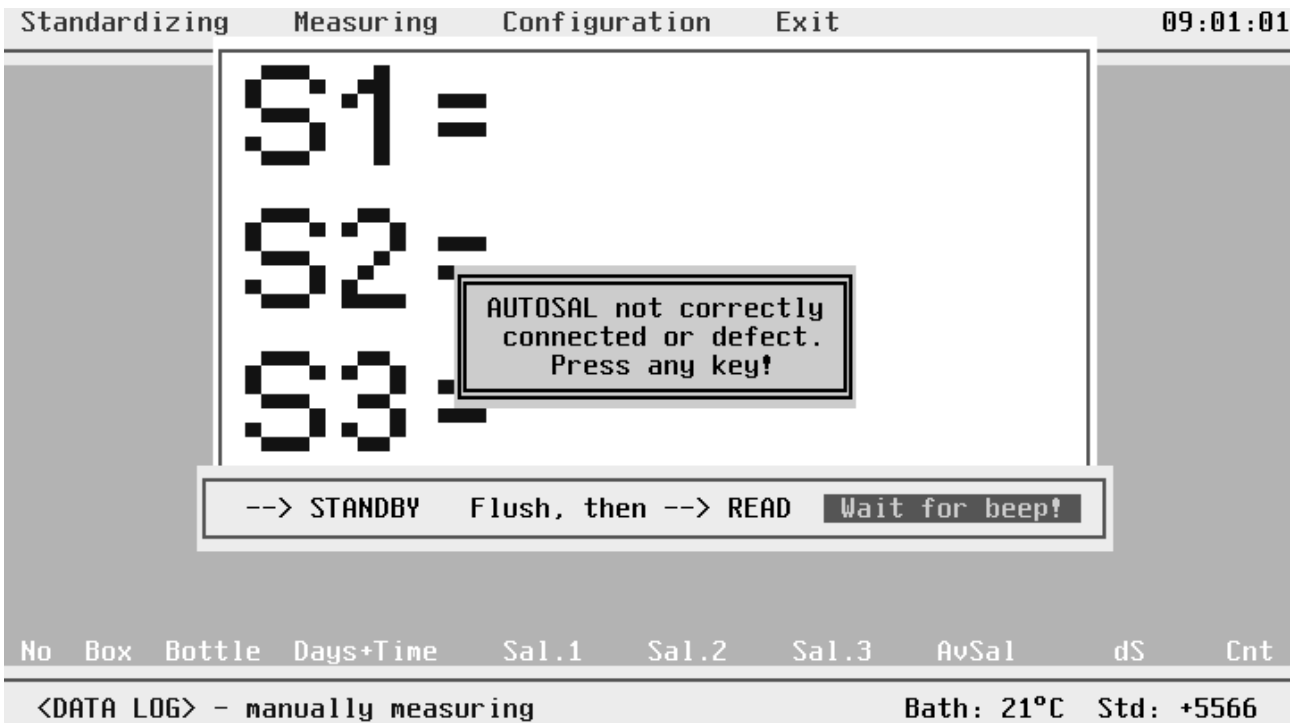 Standardizing Measuring Configuration Exit 09:01:01
S1 =
S2 =
S3 =
AUTOSAL not correctly
connected or defect.
Press any key!
--> STANDBY Flush, then --> READ Wait for beep!
No Box Bottle Days+Time Sal.1 Sal.2 Sal.3 AvSal dS Cnt
<DATA LOG> - manually measuring Bath: 21°C Std: +5566